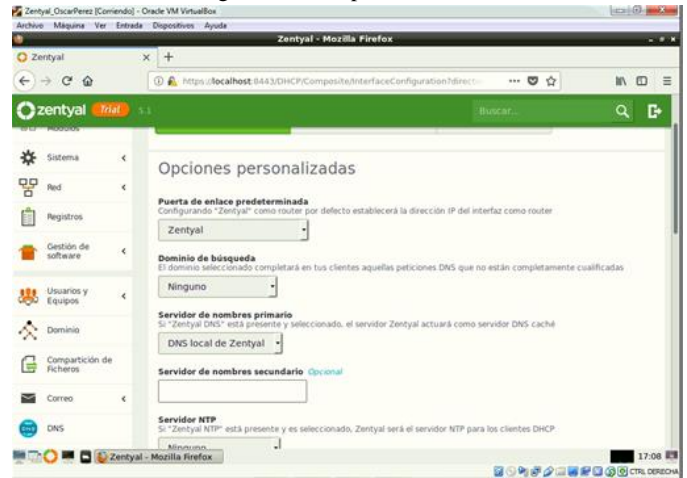 Zentyal_OscarPerez [Corriendo] - Oracle VM VirtualBox
Archivo Máquina Ver Entrada Dispositivos Ayuda
Zentyal - Mozilla Firefox
Zentyal
https://localhost:8443/DHCP/Composite/InterfaceConfiguration?direct
zentyal Trial 5.1 Buscar...
Módulos
Sistema
Red
Registros
Gestión de
software
Usuarios y
Equipos
Dominio
Compartición de
Ficheros
Correo
DNS
Opciones personalizadas
Puerta de enlace predeterminada
Configurando "Zentyal" como router por defecto establecerá la dirección IP del interfaz como router
Zentyal
Dominio de búsqueda
El dominio seleccionado completará en tus clientes aquellas peticiones DNS que no están completamente cualificadas
Ninguno
Servidor de nombres primario
Si "Zentyal DNS" está presente y seleccionado, el servidor Zentyal actuará como servidor DNS caché
DNS local de Zentyal
Servidor de nombres secundario Opcional
Servidor NTP
Si "Zentyal NTP" está presente y es seleccionado, Zentyal será el servidor NTP para los clientes DHCP
Ninguno
Zentyal - Mozilla Firefox
17:08
CTRL DERECHA